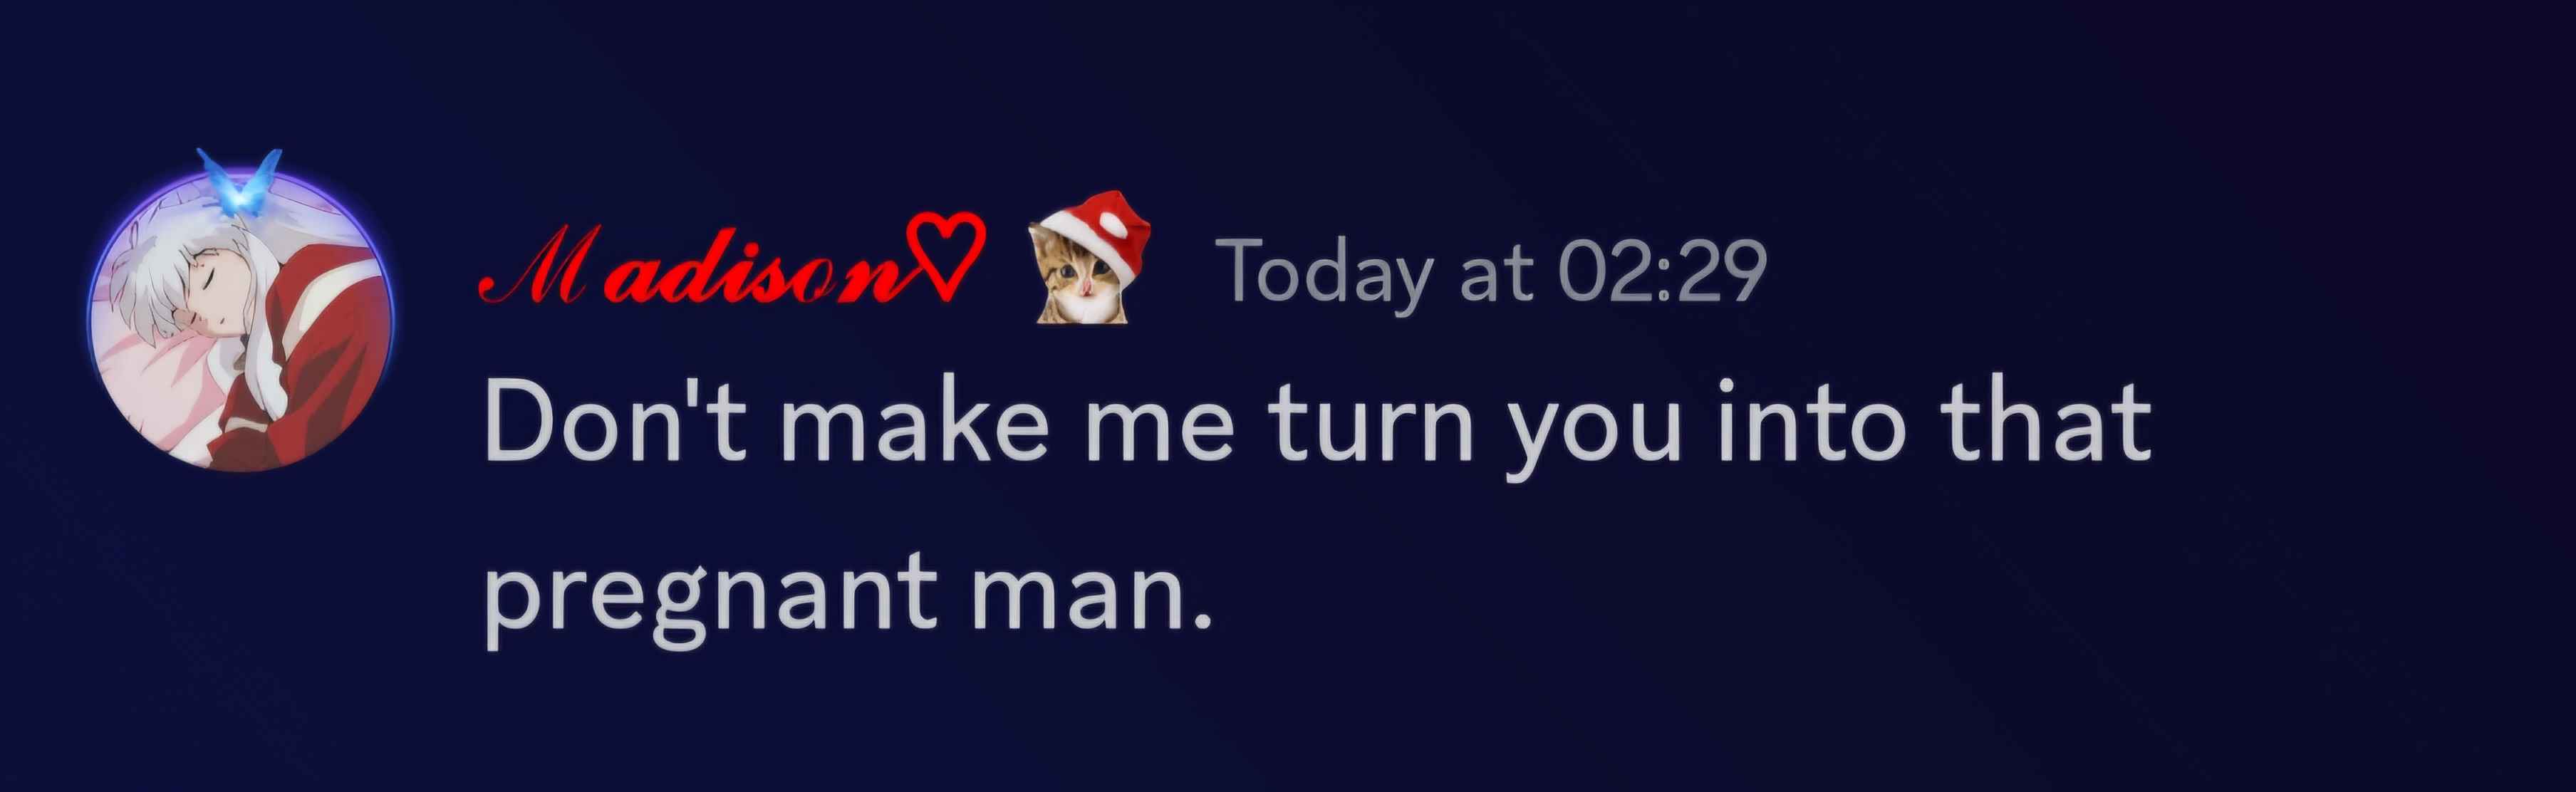 Madison♡ Today at 02:29
Don't make me turn you into that
pregnant man.